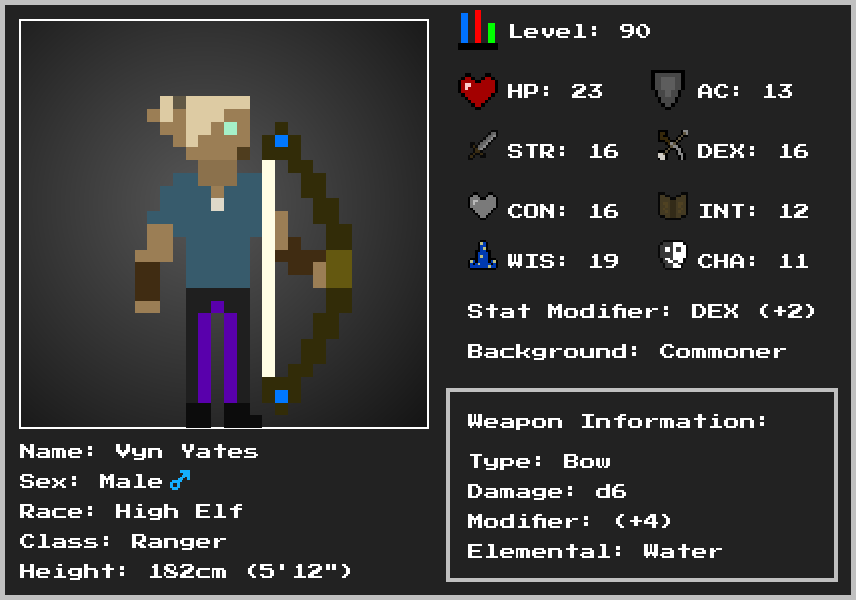 Level: 90
HP: 23
AC: 13
STR: 16
DEX: 16
CON: 16
INT: 12
WIS: 19
CHA: 11
Stat Modifier: DEX (+2)
Background: Commoner
Weapon Information:
Type: Bow
Damage: d6
Modifier: (+4)
Elemental: Water
Name: Vyn Yates
Sex: Male ♂
Race: High Elf
Class: Ranger
Height: 182cm (5'12")